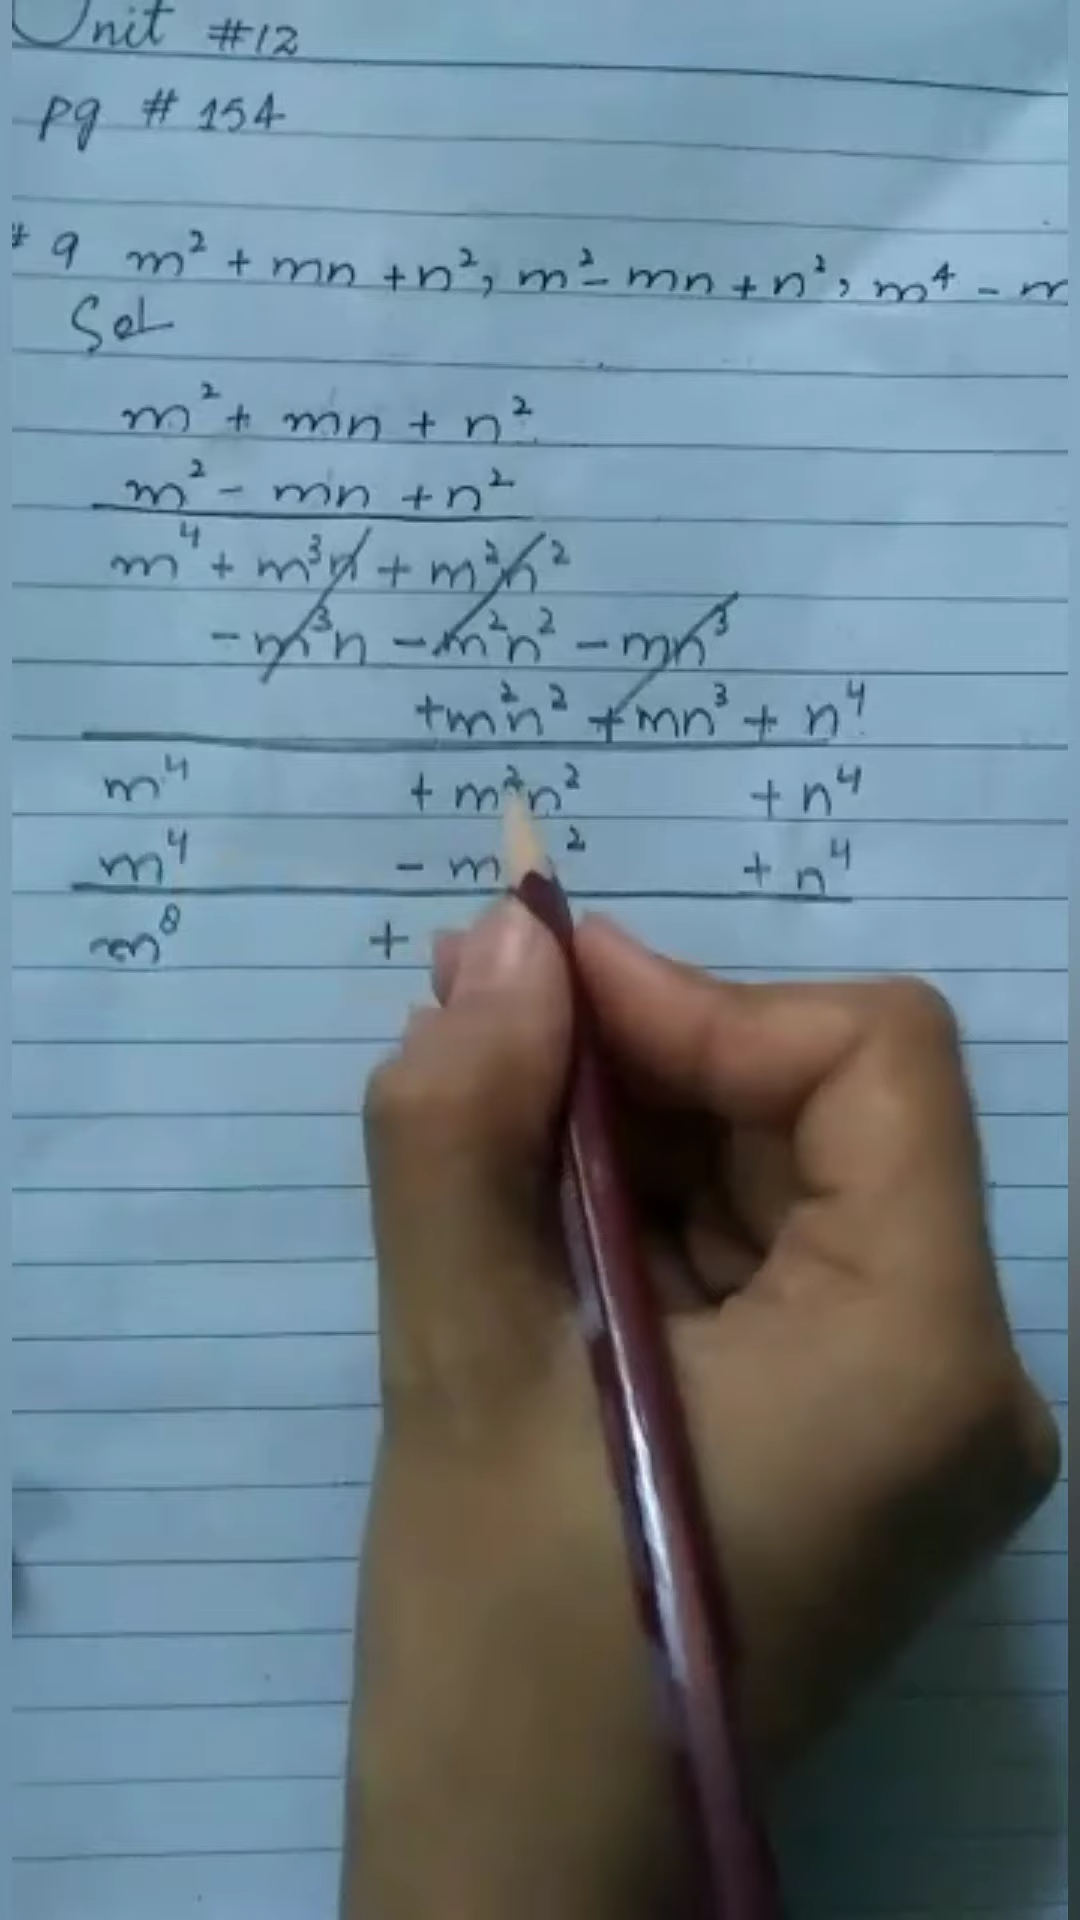 Unit #12
pg # 154
# 9 m² + mn + n², m² - mn + n², m⁴ - m
Sol
m² + mn + n²
m² - mn + n²
m⁴ + m³n + m²n²
- m³n - m²n² - mn³
+ m²n² + mn³ + n⁴
m⁴ + m²n² + n⁴
m⁴ - m ² + n⁴
m⁸ +